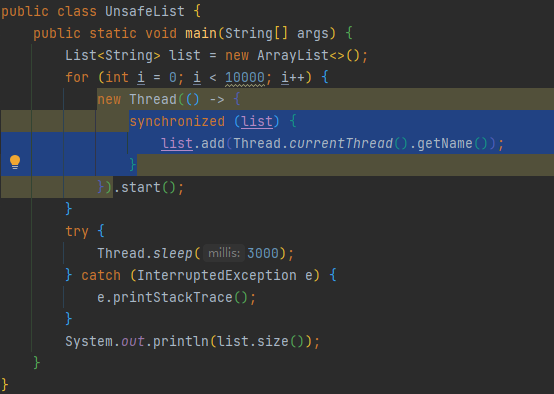 public class UnsafeList {
    public static void main(String[] args) {
        List<String> list = new ArrayList<>();
        for (int i = 0; i < 10000; i++) {
            new Thread(() -> {
                synchronized (list) {
                    list.add(Thread.currentThread().getName());
                }
            }).start();
        }
        try {
            Thread.sleep( millis: 3000);
        } catch (InterruptedException e) {
            e.printStackTrace();
        }
        System.out.println(list.size());
    }
}